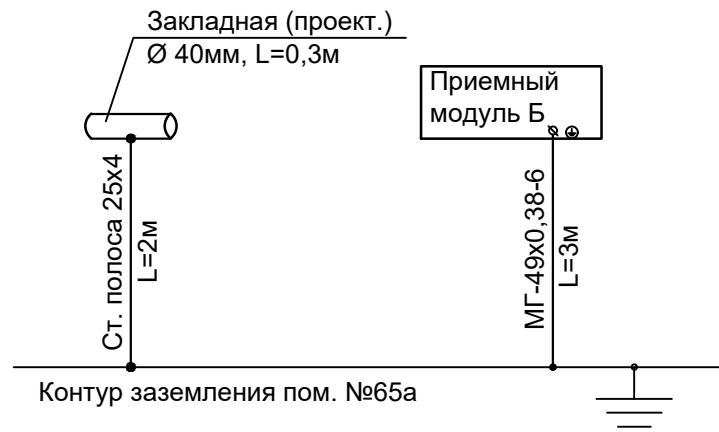 Закладная (проект.)
Ø 40мм, L=0,3м
Приемный
модуль Б
Ст. полоса 25х4
L=2м
МГ-49х0,38-6
L=3м
Контур заземления пом. №65а